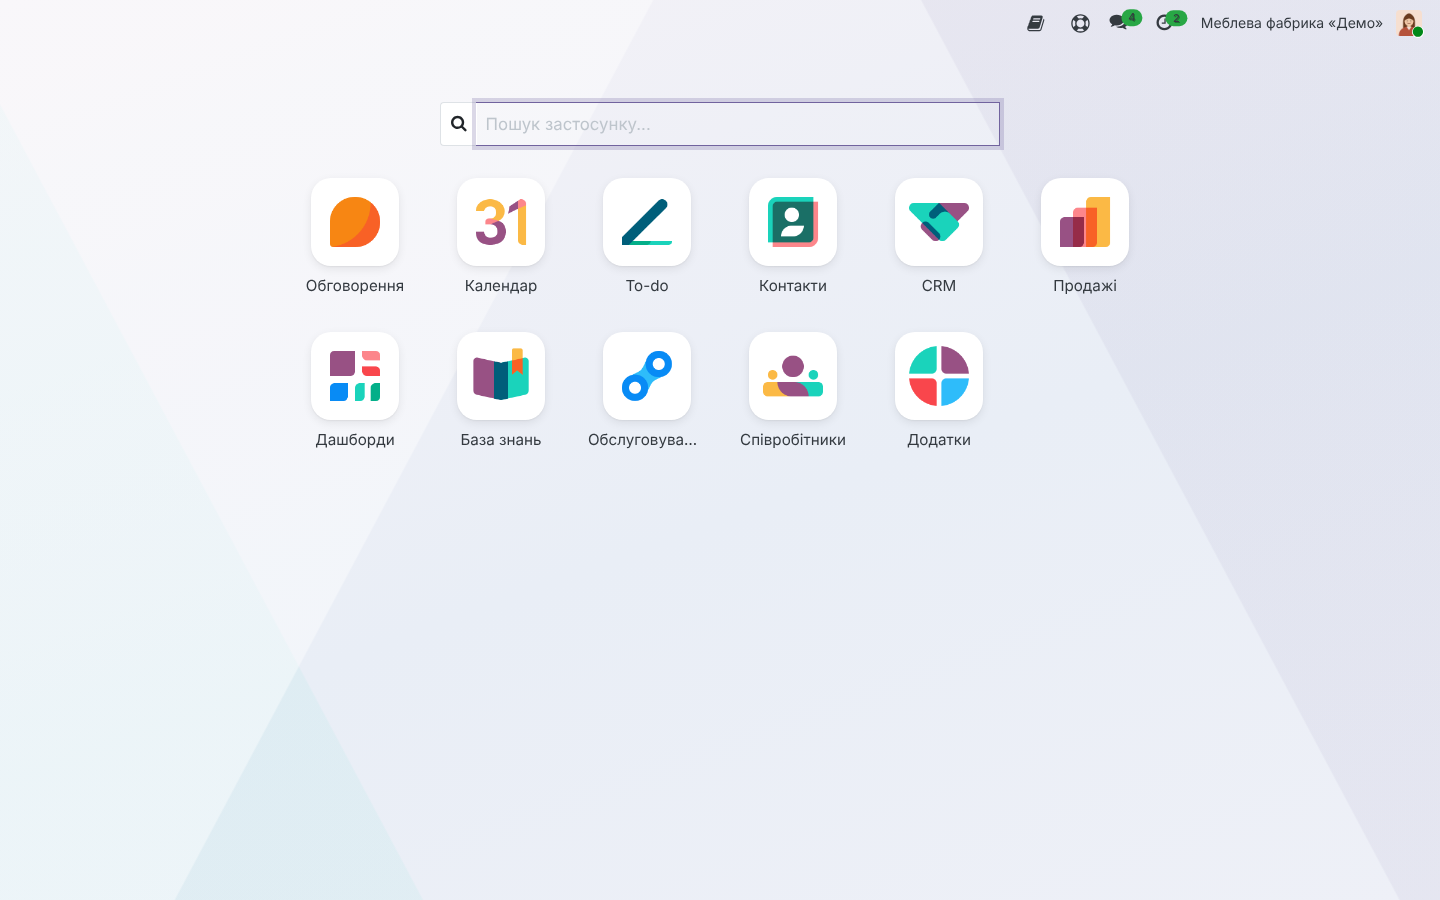 4
2
Меблева фабрика «Демо»
Пошук застосунку...
31
Обговорення
Календар
To-do
Контакти
CRM
Продажі
Дашборди
База знань
Обслуговува...
Співробітники
Додатки